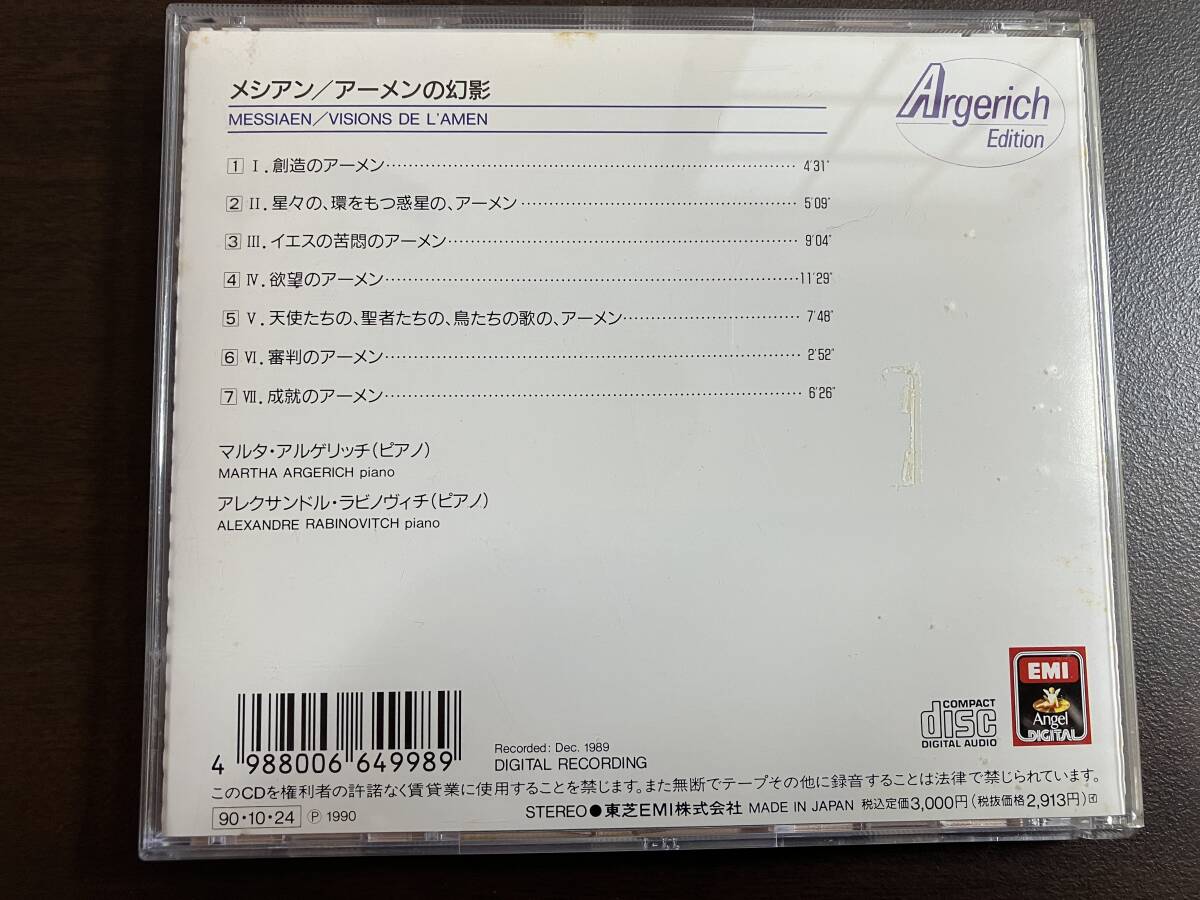 メシアン/アーメンの幻影
MESSIAEN/VISIONS DE L'AMEN
Argerich
Edition
1 I.創造のアーメン 4'31"
2 II.星々の、環をもつ惑星の、アーメン 5'09"
3 III.イエスの苦悶のアーメン 9'04"
4 IV.欲望のアーメン 11'29"
5 V.天使たちの、聖者たちの、鳥たちの歌の、アーメン 7'48"
6 VI.審判のアーメン 2'52"
7 VII.成就のアーメン 6'26"
マルタ・アルゲリッチ(ピアノ)
MARTHA ARGERICH piano
アレクサンドル・ラビノヴィチ(ピアノ)
ALEXANDRE RABINOVITCH piano
4 988006 649989
Recorded: Dec. 1989
DIGITAL RECORDING
COMPACT
disc
DIGITAL AUDIO
EMI
Angel
DIGITAL
このCDを権利者の許諾なく賃貸業に使用することを禁じます。また無断でテープその他に録音することは法律で禁じられています。
90・10・24 Ⓟ 1990
STEREO●東芝EMI株式会社 MADE IN JAPAN 税込定価3,000円(税抜価格2,913円)